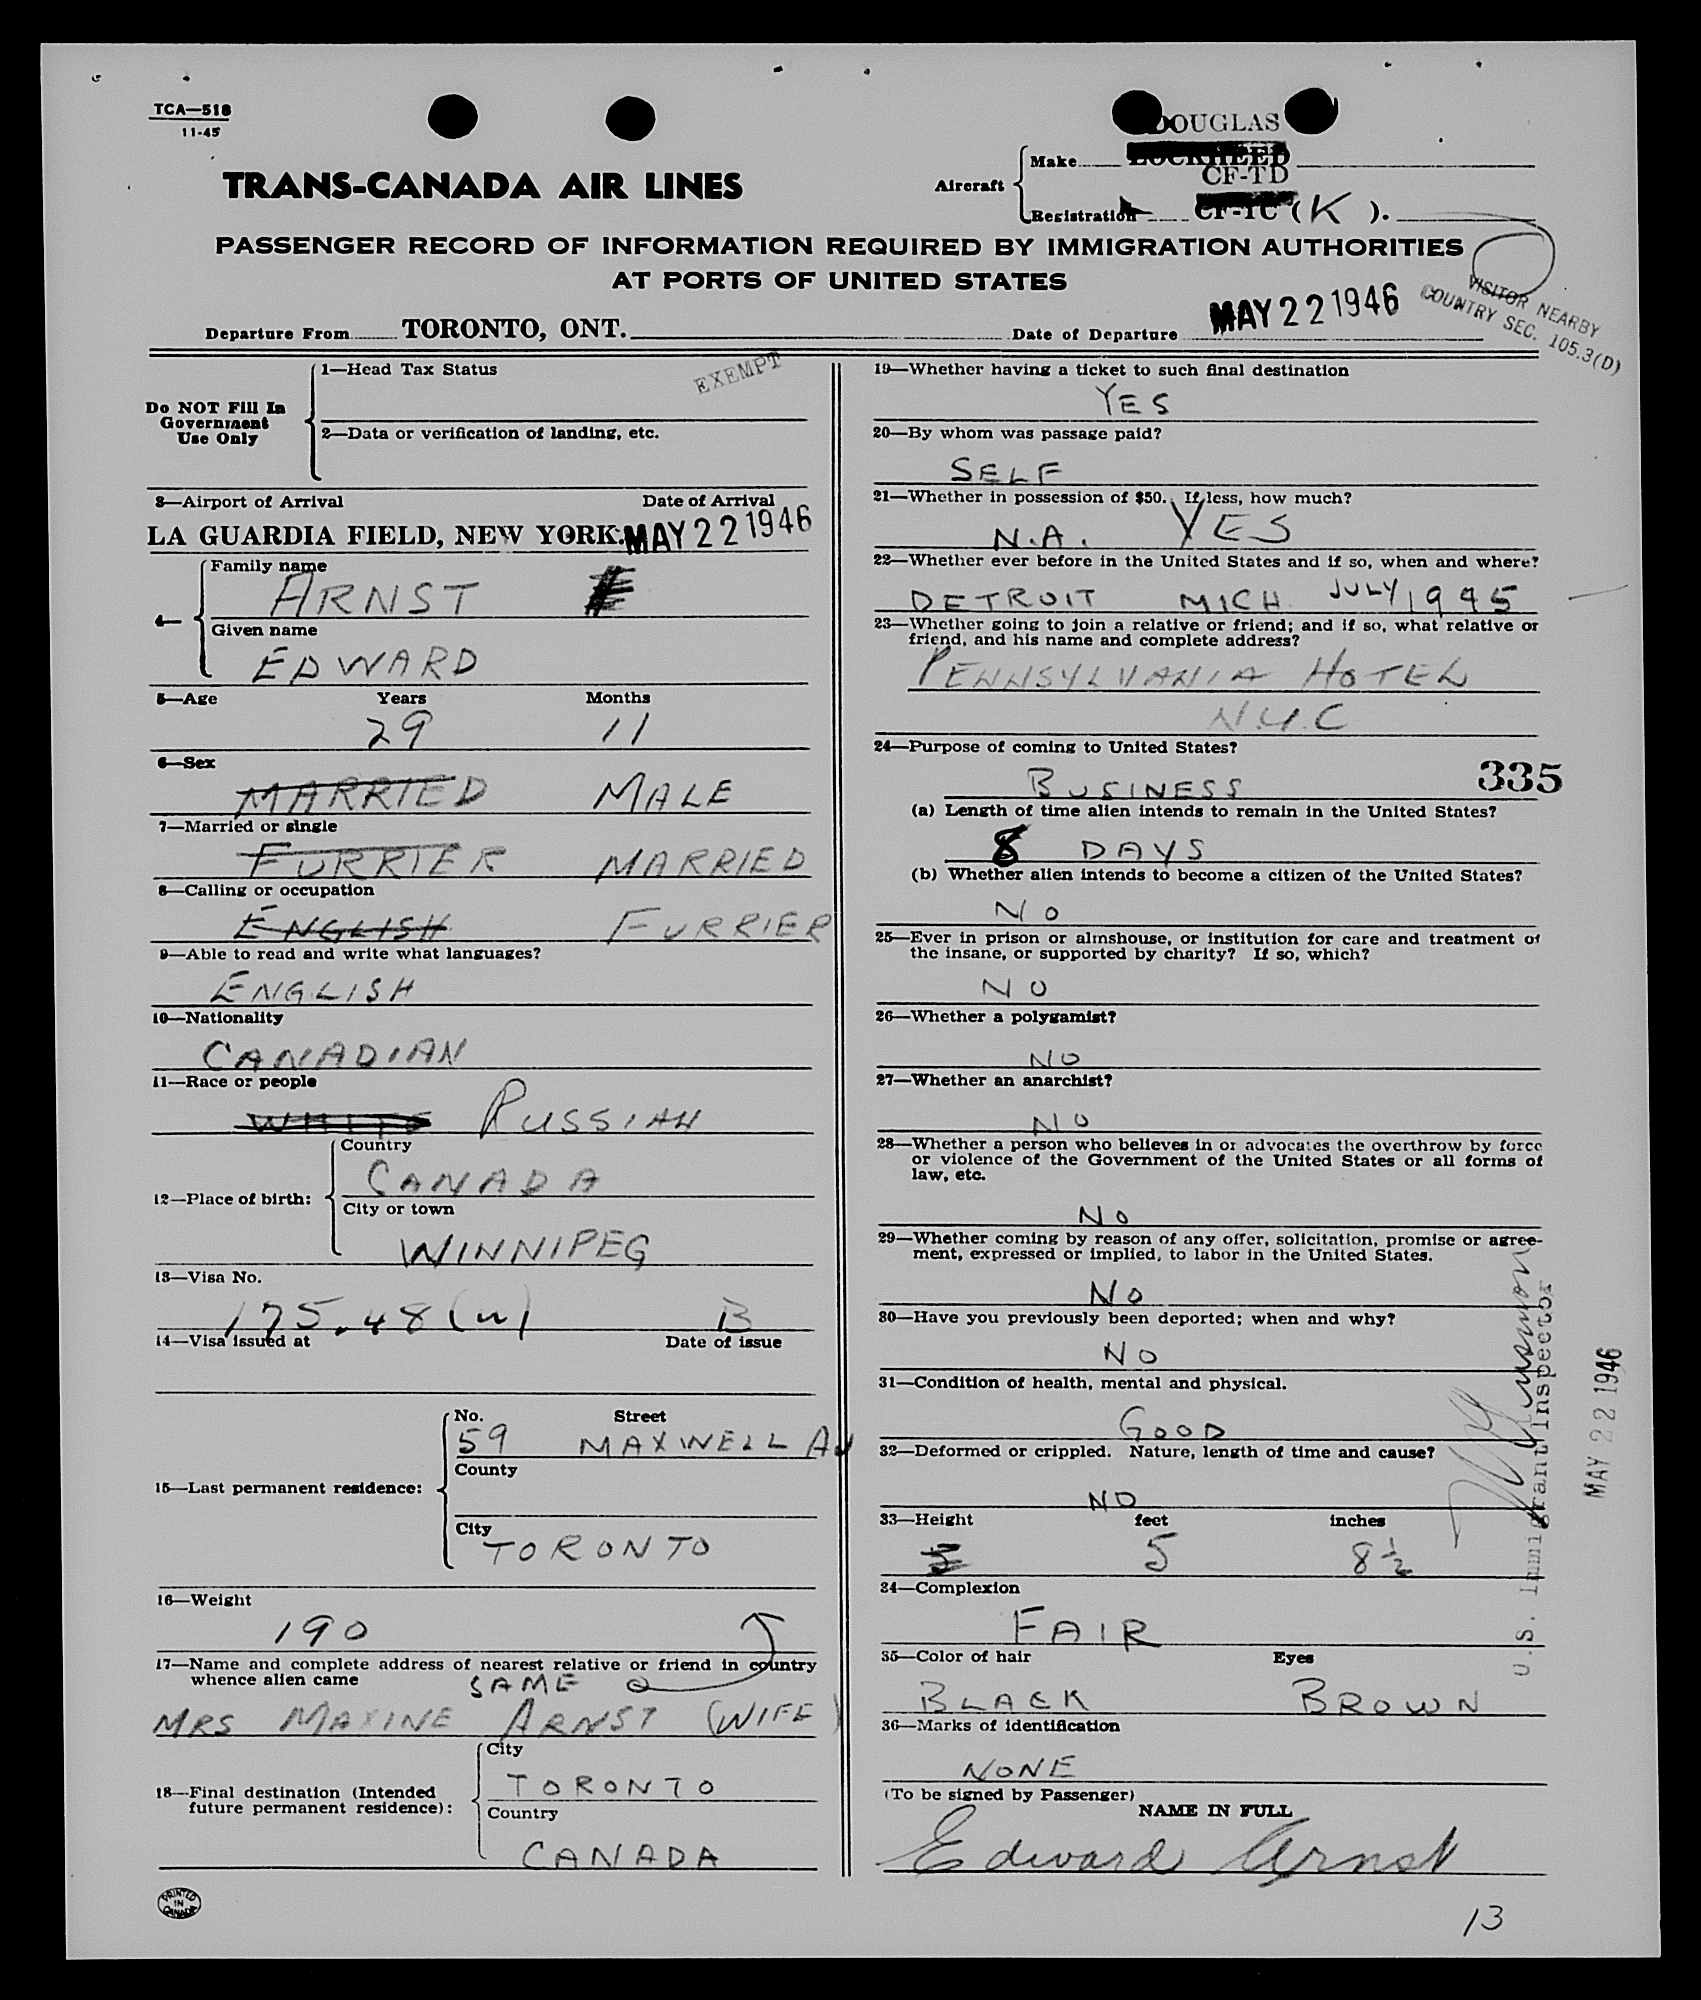 TCA—518
11-45
DOUGLAS
TRANS-CANADA AIR LINES
Aircraft
Make LOCKHEED
CF-TD
Registration CF-TC (K).
PASSENGER RECORD OF INFORMATION REQUIRED BY IMMIGRATION AUTHORITIES
AT PORTS OF UNITED STATES
VISITOR NEARBY
COUNTRY SEC. 105.3(D)
Departure From TORONTO, ONT. Date of Departure MAY 22 1946
Do NOT Fill In
Government
Use Only
1—Head Tax Status EXEMPT
2—Data or verification of landing, etc.
3—Airport of Arrival Date of Arrival
LA GUARDIA FIELD, NEW YORK. MAY 22 1946
4—
Family name
ARNST E
Given name
EDWARD
5—Age Years Months
29 11
6—Sex
MARRIED MALE
7—Married or single
FURRIER MARRIED
8—Calling or occupation
ENGLISH FURRIER
9—Able to read and write what languages?
ENGLISH
10—Nationality
CANADIAN
11—Race or people
WHITE RUSSIAN
12—Place of birth:
Country
CANADA
City or town
WINNIPEG
13—Visa No.
175.48 (w) B
14—Visa issued at Date of issue
15—Last permanent residence:
No. Street
59 MAXWELL AV
County
City
TORONTO
16—Weight
190
17—Name and complete address of nearest relative or friend in country
whence alien came SAME
MRS MAXINE ARNST (WIFE)
18—Final destination (Intended
future permanent residence):
City
TORONTO
Country
CANADA
PRINTED
IN
CANADA
19—Whether having a ticket to such final destination
YES
20—By whom was passage paid?
SELF
21—Whether in possession of $50. If less, how much?
N.A. YES
22—Whether ever before in the United States and if so, when and where?
DETROIT MICH. JULY 1945
23—Whether going to join a relative or friend; and if so, what relative or
friend, and his name and complete address?
PENNSYLVANIA HOTEL
N.Y.C
24—Purpose of coming to United States?
BUSINESS 335
(a) Length of time alien intends to remain in the United States?
8 DAYS
(b) Whether alien intends to become a citizen of the United States?
NO
25—Ever in prison or almshouse, or institution for care and treatment of
the insane, or supported by charity? If so, which?
NO
26—Whether a polygamist?
NO
27—Whether an anarchist?
NO
28—Whether a person who believes in or advocates the overthrow by force
or violence of the Government of the United States or all forms of
law, etc.
NO
29—Whether coming by reason of any offer, solicitation, promise or agree-
ment, expressed or implied, to labor in the United States.
NO
30—Have you previously been deported; when and why?
NO
31—Condition of health, mental and physical.
GOOD
32—Deformed or crippled. Nature, length of time and cause?
NO
33—Height feet inches
5 5 8½
34—Complexion
FAIR
35—Color of hair Eyes
BLACK BROWN
36—Marks of identification
NONE
(To be signed by Passenger)
NAME IN FULL
Edward Arnst
U.S. Immigrant Inspector
MAY 22 1946
13